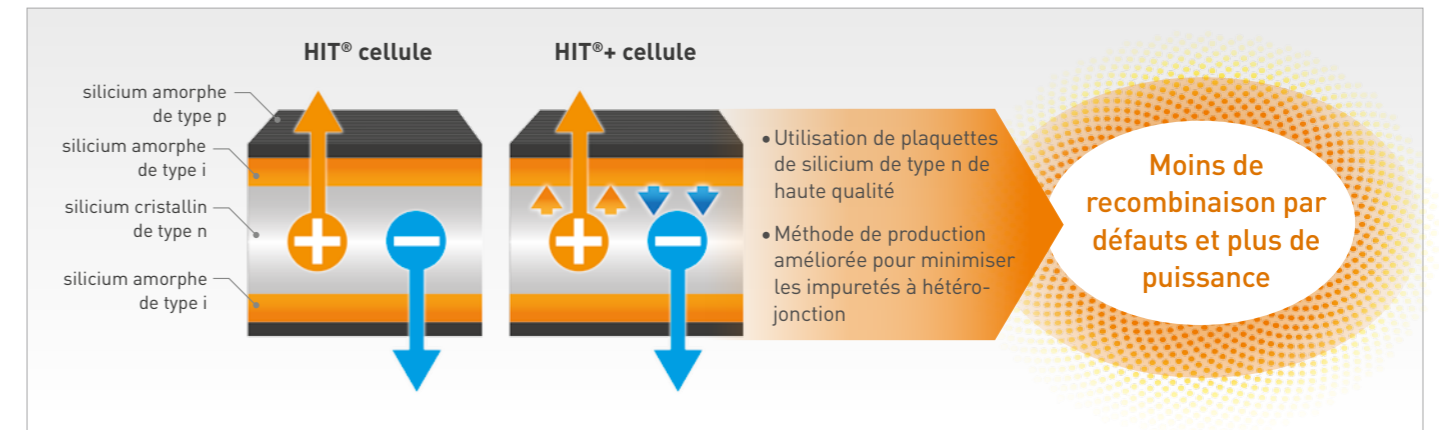 HIT® cellule
HIT®+ cellule
silicium amorphe
de type p
silicium amorphe
de type i
silicium cristallin
de type n
silicium amorphe
de type i
•Utilisation de plaquettes
de silicium de type n de
haute qualité
•Méthode de production
améliorée pour minimiser
les impuretés à hétéro-
jonction
Moins de
recombinaison par
défauts et plus de
puissance